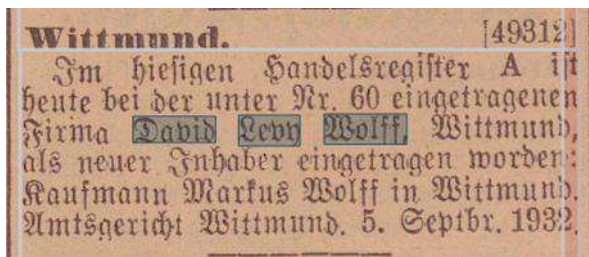 Wittmund. [49312]
Im hiesigen Handelsregister A ist
heute bei der unter Nr. 60 eingetragenen
Firma David Levy Wolff, Wittmund,
als neuer Inhaber eingetragen worden:
Kaufmann Markus Wolff in Wittmund.
Amtsgericht Wittmund. 5. Septbr. 1932.